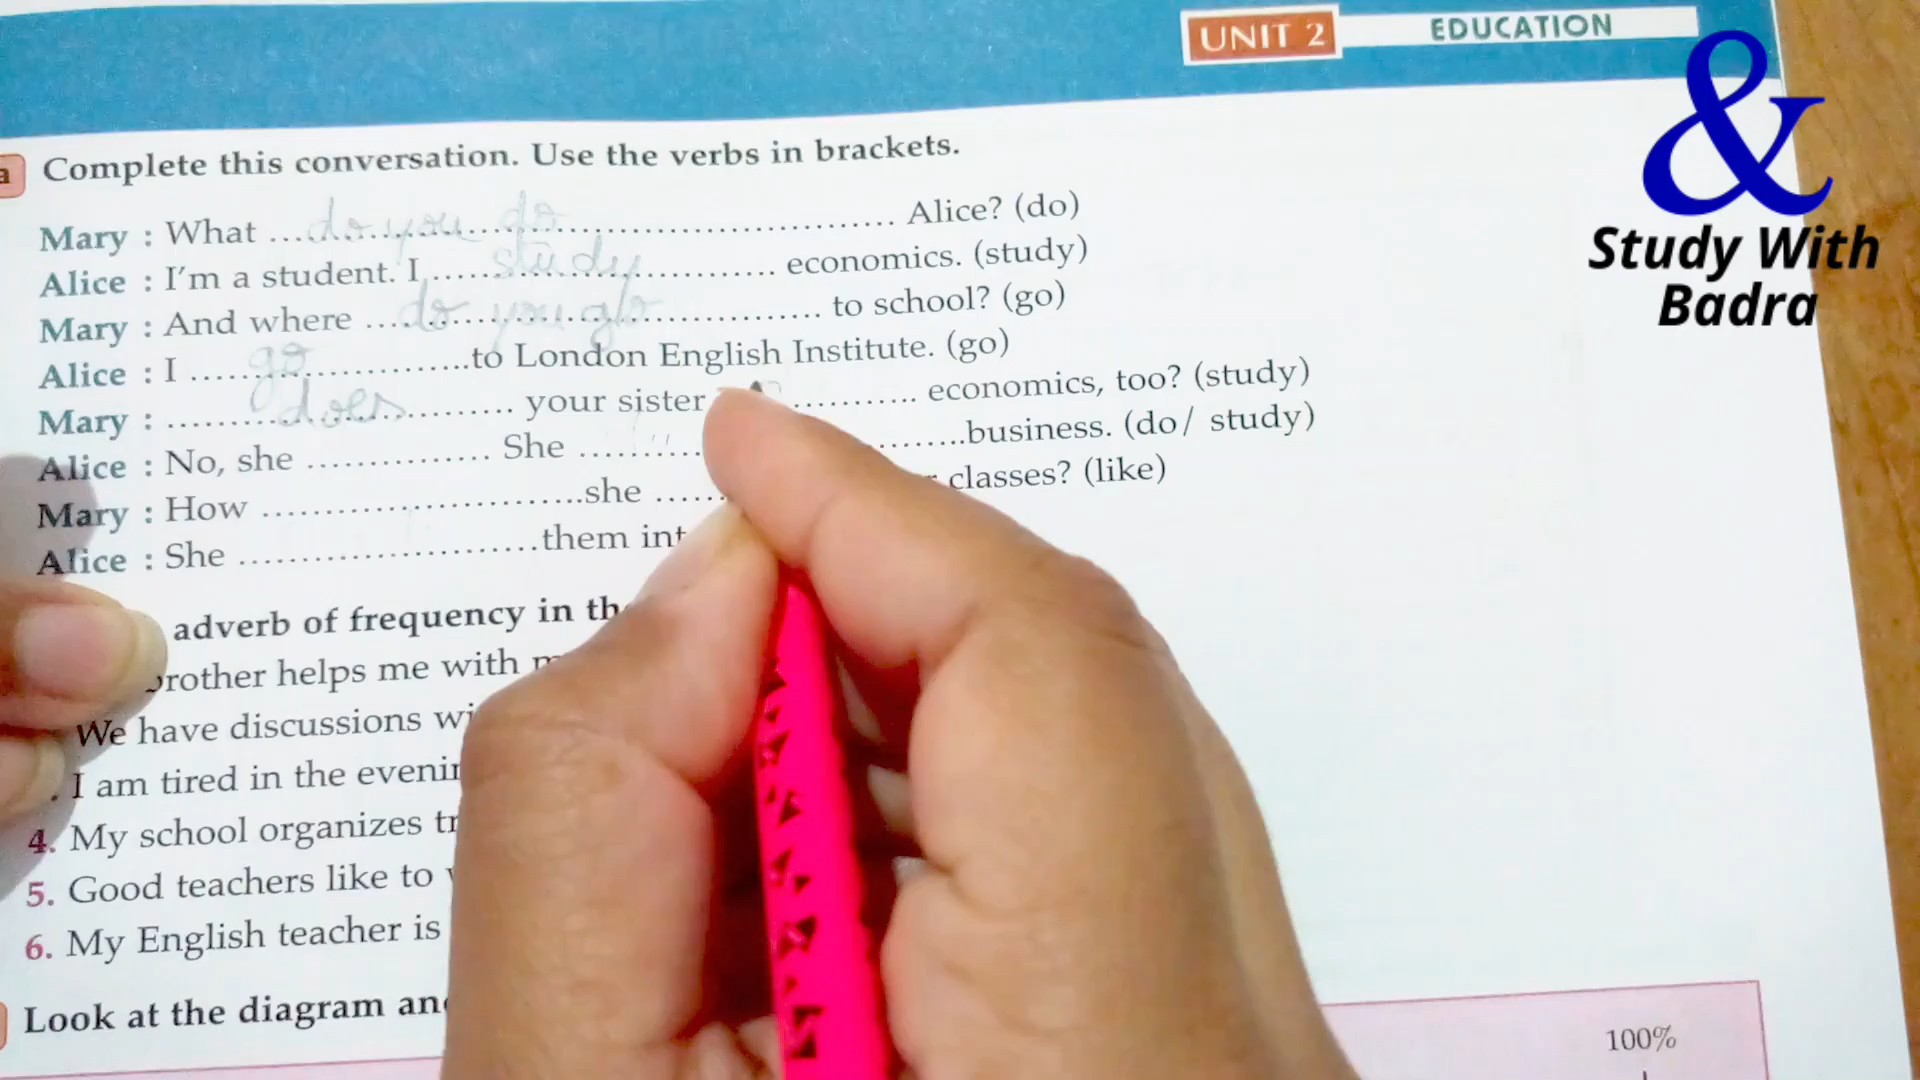 UNIT 2 EDUCATION
&
Study With
Badra
a Complete this conversation. Use the verbs in brackets.
Mary : What ... do you do ... Alice? (do)
Alice : I'm a student. I ... study ... economics. (study)
Mary : And where ... do you go ... to school? (go)
Alice : I ... go ... to London English Institute. (go)
Mary : ... does ... your sister ... economics, too? (study)
Alice : No, she ... She ... business. (do/ study)
Mary : How ... she ... classes? (like)
Alice : She ... them int
adverb of frequency in th
brother helps me with
We have discussions wi
I am tired in the evenin
4. My school organizes tr
5. Good teachers like to
6. My English teacher is
Look at the diagram an
100%